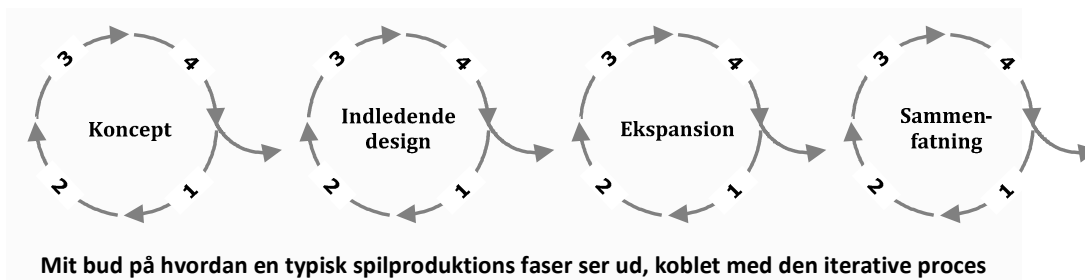 3 4
Koncept
2 1
3 4
Indledende
design
2 1
3 4
Ekspansion
2 1
3 4
Sammen-
fatning
2 1
Mit bud på hvordan en typisk spilproduktions faser ser ud, koblet med den iterative proces